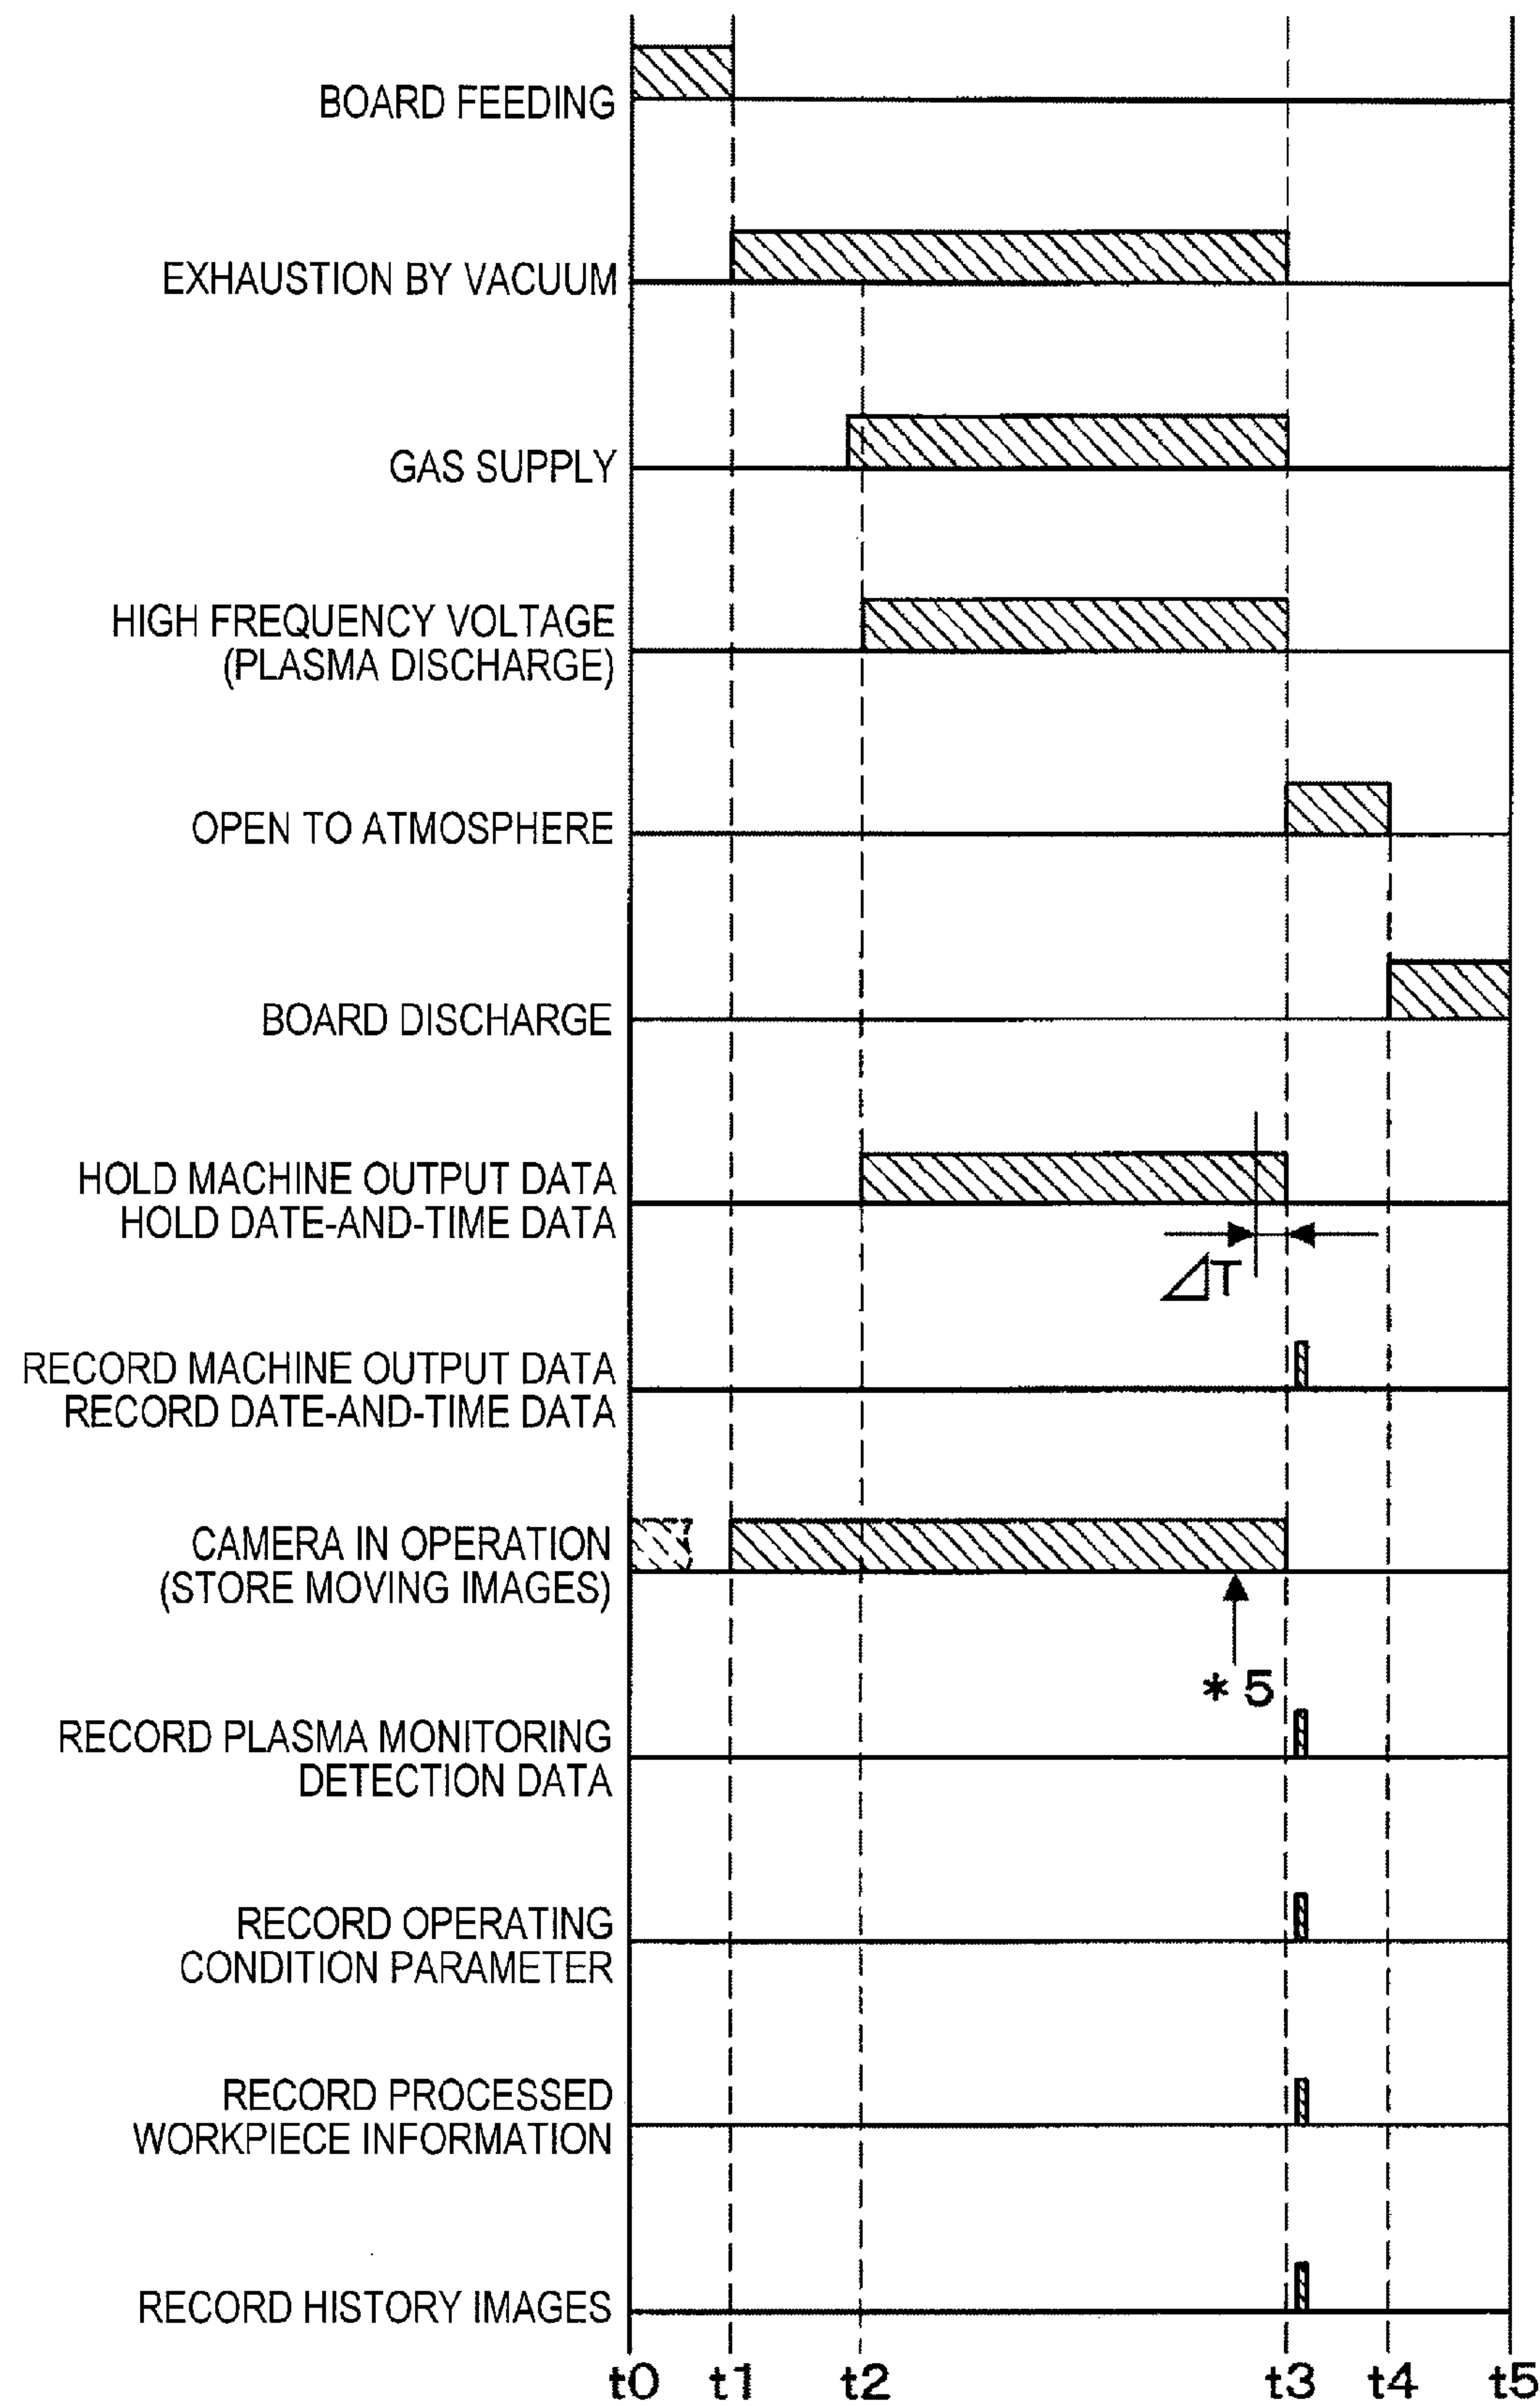 BOARD FEEDING
EXHAUSTION BY VACUUM
GAS SUPPLY
HIGH FREQUENCY VOLTAGE
(PLASMA DISCHARGE)
OPEN TO ATMOSPHERE
BOARD DISCHARGE
HOLD MACHINE OUTPUT DATA
HOLD DATE-AND-TIME DATA
⊿T
RECORD MACHINE OUTPUT DATA
RECORD DATE-AND-TIME DATA
CAMERA IN OPERATION
(STORE MOVING IMAGES)
*5
RECORD PLASMA MONITORING
DETECTION DATA
RECORD OPERATING
CONDITION PARAMETER
RECORD PROCESSED
WORKPIECE INFORMATION
RECORD HISTORY IMAGES
t0 t1 t2 t3 t4 t5